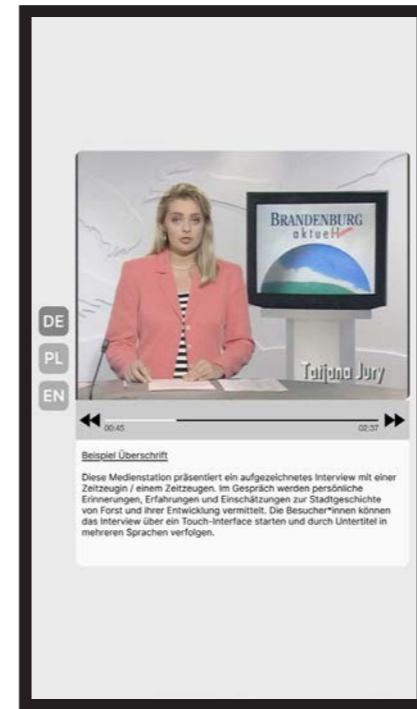 BRANDENBURG
aktuell
Tatjana Jury
DE
PL
EN
00:45
02:37
Beispiel Überschrift
Diese Medienstation präsentiert ein aufgezeichnetes Interview mit einer
Zeitzeugin / einem Zeitzeugen. Im Gespräch werden persönliche
Erinnerungen, Erfahrungen und Einschätzungen zur Stadtgeschichte
von Forst und ihrer Entwicklung vermittelt. Die Besucher*innen können
das Interview über ein Touch-Interface starten und durch Untertitel in
mehreren Sprachen verfolgen.